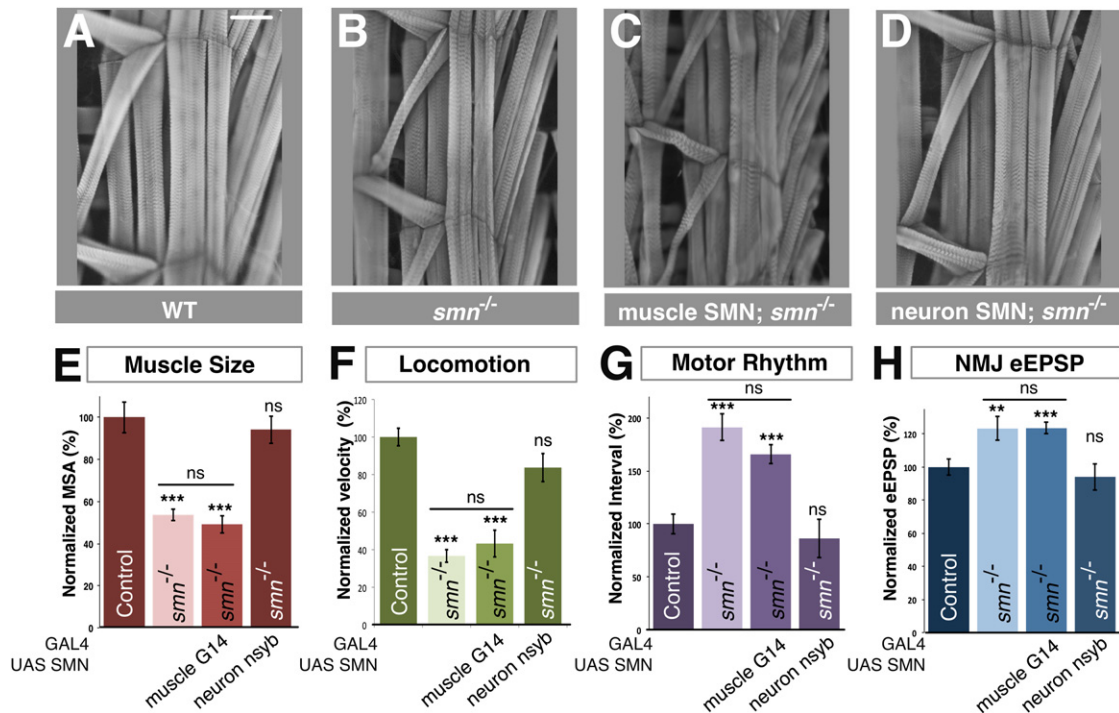 A B C D
WT smn-/- muscle SMN; smn-/- neuron SMN; smn-/-
E Muscle Size
Normalized MSA (%)
100
80
60
40
20
0
Control
smn-/-
***
smn-/-
***
ns
smn-/-
ns
GAL4
UAS SMN
muscle G14
neuron nsyb
F Locomotion
Normalized velocity (%)
120
100
80
60
40
20
0
Control
smn-/-
***
smn-/-
***
ns
smn-/-
ns
muscle G14
neuron nsyb
G Motor Rhythm
Normalized Interval (%)
200
150
100
50
0
Control
smn-/-
***
smn-/-
***
ns
smn-/-
ns
GAL4
UAS SMN
muscle G14
neuron nsyb
H NMJ eEPSP
Normalized eEPSP (%)
120
100
80
60
40
20
0
Control
smn-/-
**
smn-/-
***
ns
smn-/-
ns
GAL4
UAS SMN
muscle G14
neuron nsyb